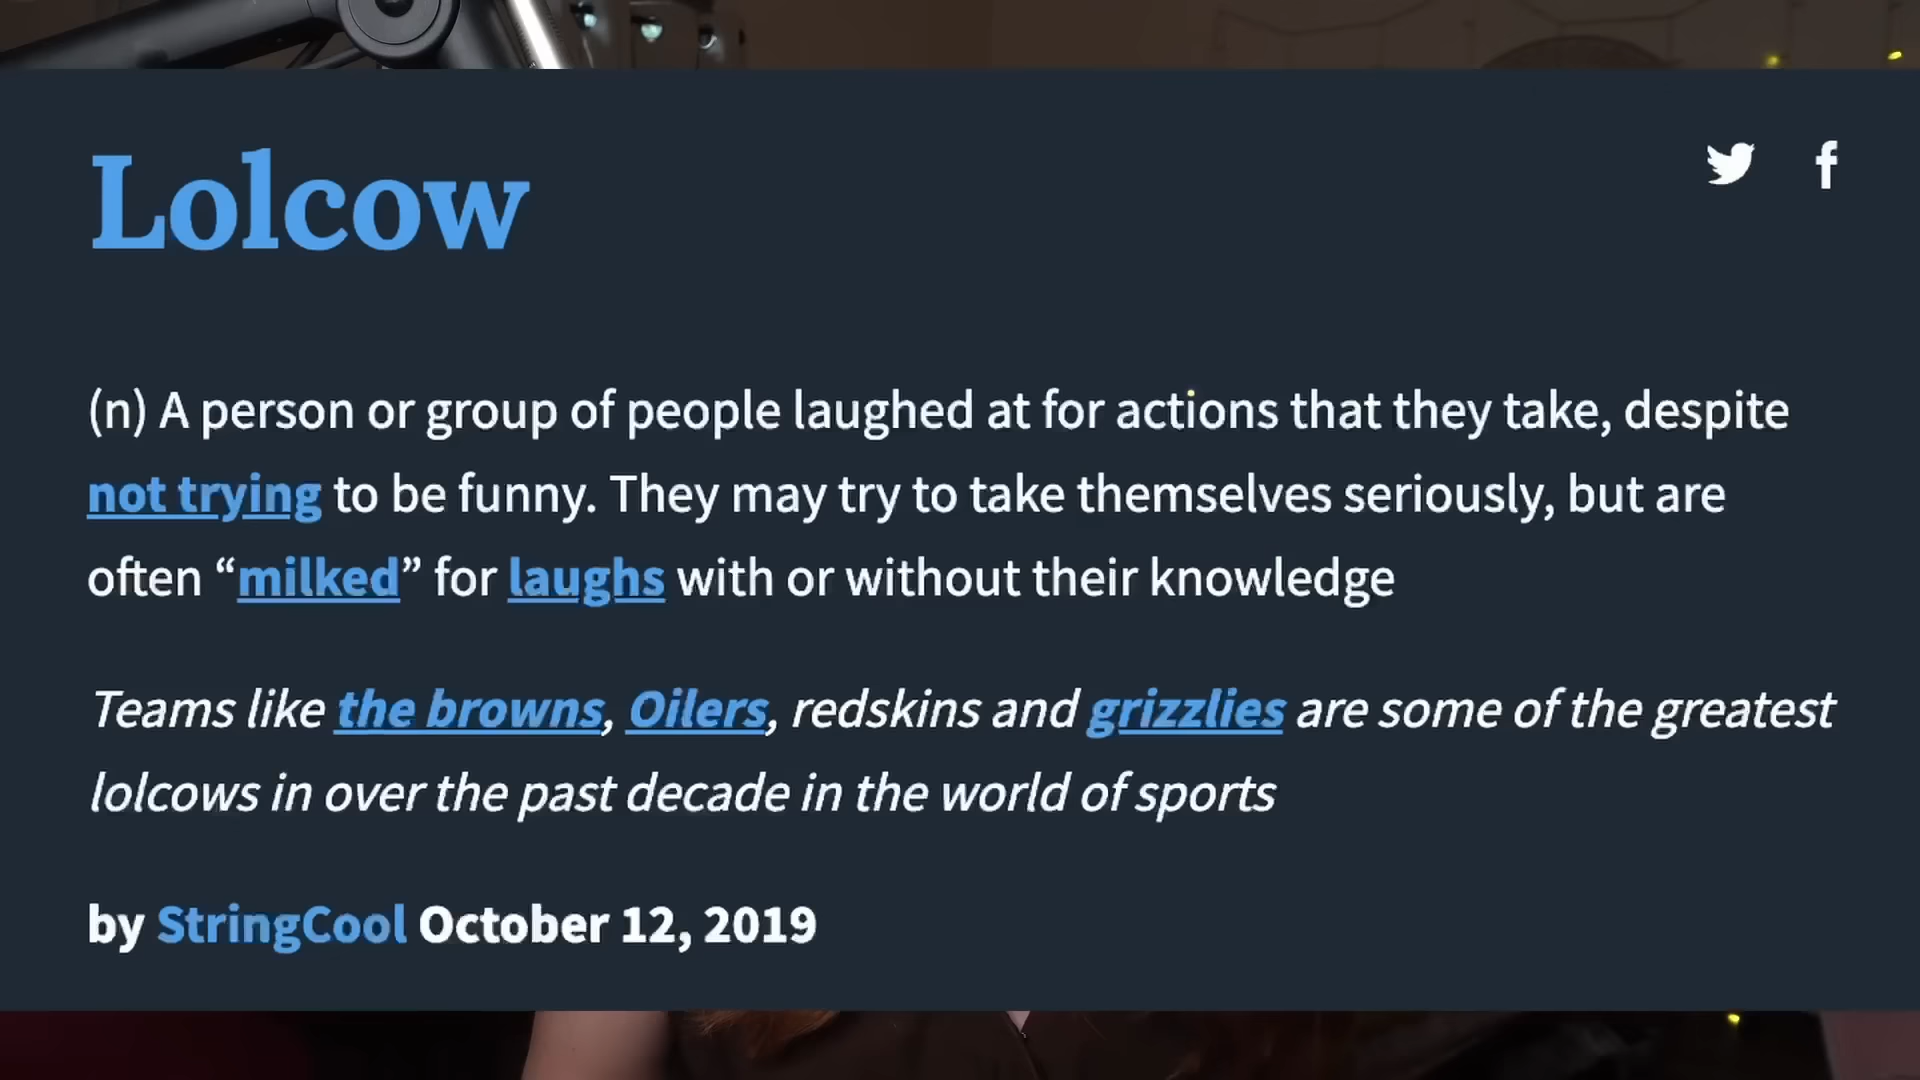 Lolcow
(n) A person or group of people laughed at for actions that they take, despite
not trying to be funny. They may try to take themselves seriously, but are
often “milked” for laughs with or without their knowledge
Teams like the browns, Oilers, redskins and grizzlies are some of the greatest
lolcows in over the past decade in the world of sports
by StringCool October 12, 2019